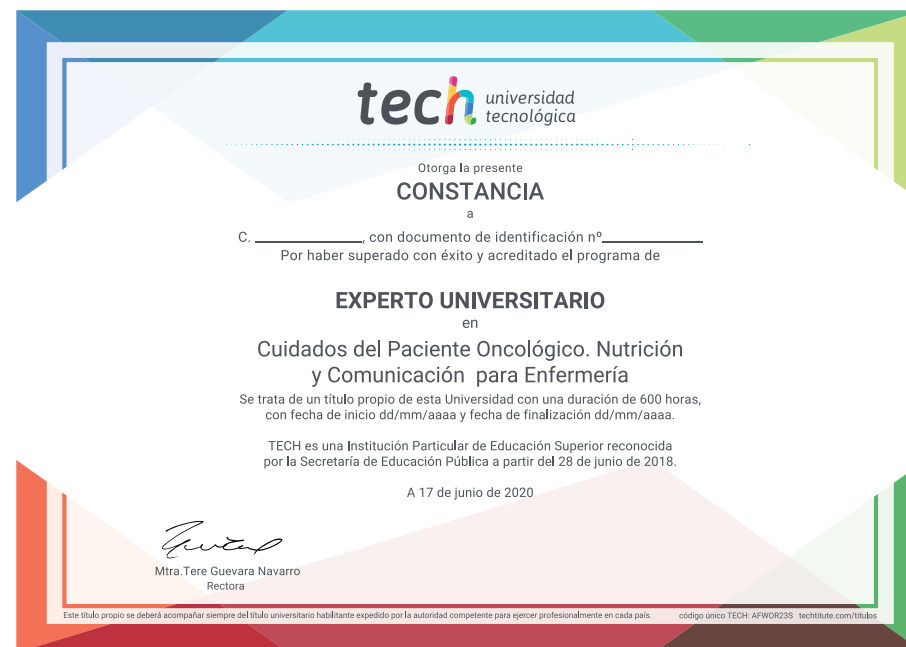 tech universidad
tecnológica
Otorga la presente
CONSTANCIA
a
C. ____________, con documento de identificación nº____________
Por haber superado con éxito y acreditado el programa de
EXPERTO UNIVERSITARIO
en
Cuidados del Paciente Oncológico. Nutrición
y Comunicación para Enfermería
Se trata de un título propio de esta Universidad con una duración de 600 horas,
con fecha de inicio dd/mm/aaaa y fecha de finalización dd/mm/aaaa.
TECH es una Institución Particular de Educación Superior reconocida
por la Secretaría de Educación Pública a partir del 28 de junio de 2018.
A 17 de junio de 2020
Mtra.Tere Guevara Navarro
Rectora
Este título propio se deberá acompañar siempre del título universitario habilitante expedido por la autoridad competente para ejercer profesionalmente en cada país. código único TECH: AFWOR23S techtitute.com/titulos